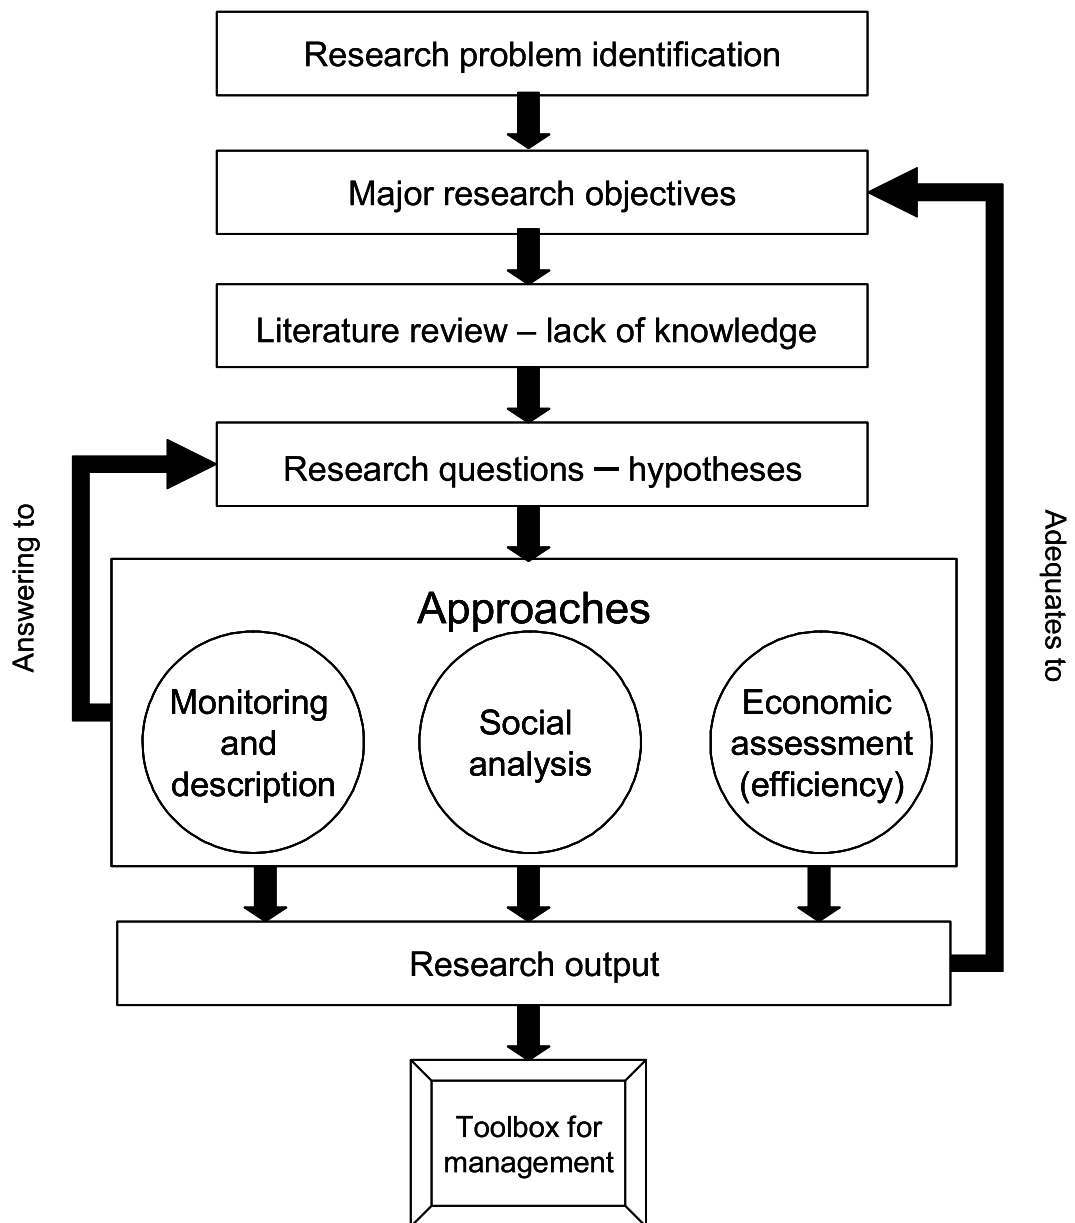 Research problem identification
Major research objectives
Literature review – lack of knowledge
Research questions – hypotheses
Answering to
Adequates to
Approaches
Monitoring
and
description
Social
analysis
Economic
assessment
(efficiency)
Research output
Toolbox for
management